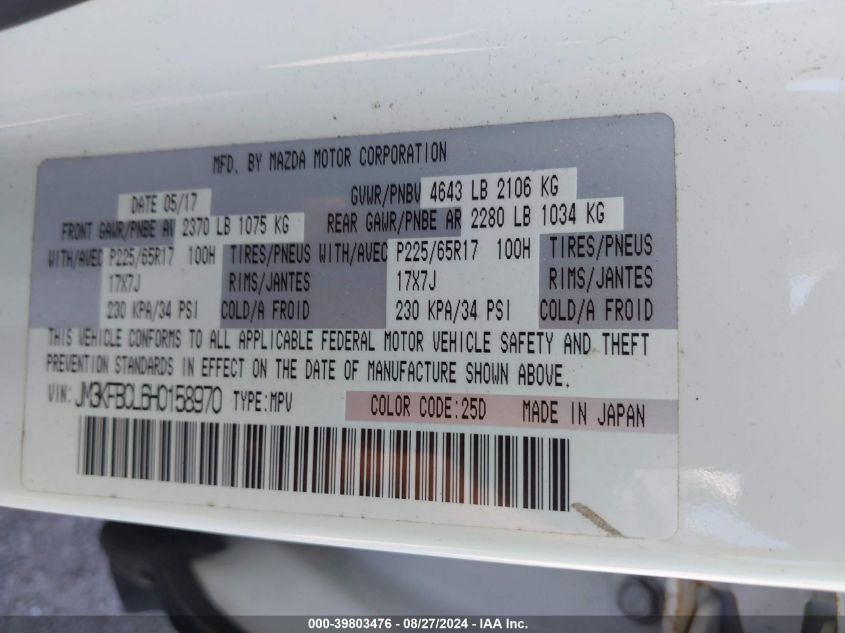 MFD. BY MAZDA MOTOR CORPORATION
DATE 05/17 GVWR/PNBV 4643 LB 2106 KG
FRONT GAWR/PNBE AV 2370 LB 1075 KG REAR GAWR/PNBE AR 2280 LB 1034 KG
WITH/AVEC P225/65R17 100H TIRES/PNEUS WITH/AVEC P225/65R17 100H TIRES/PNEUS
17X7J RIMS/JANTES 17X7J RIMS/JANTES
230 KPA/34 PSI COLD/A FROID 230 KPA/34 PSI COLD/A FROID
THIS VEHICLE CONFORMS TO ALL APPLICABLE FEDERAL MOTOR VEHICLE SAFETY AND THEFT
PREVENTION STANDARDS IN EFFECT ON THE DATE OF MANUFACTURE SHOWN ABOVE.
VIN: JM3KFBCL6H0158970 TYPE:MPV COLOR CODE:25D MADE IN JAPAN
000-39803476 - 08/27/2024 - IAA Inc.